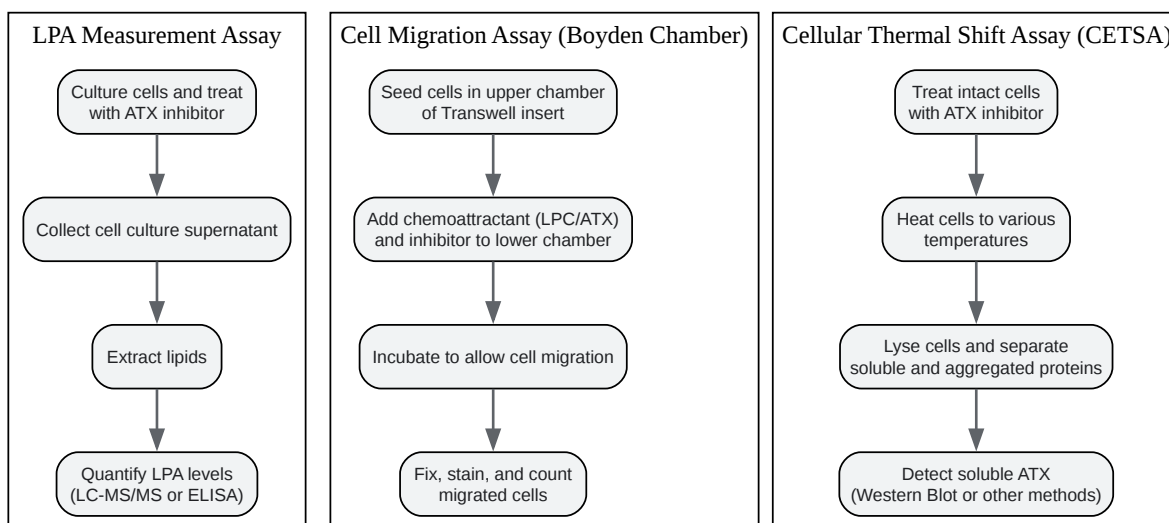 LPA Measurement Assay
Culture cells and treat
with ATX inhibitor
Collect cell culture supernatant
Extract lipids
Quantify LPA levels
(LC-MS/MS or ELISA)
Cell Migration Assay (Boyden Chamber)
Seed cells in upper chamber
of Transwell insert
Add chemoattractant (LPC/ATX)
and inhibitor to lower chamber
Incubate to allow cell migration
Fix, stain, and count
migrated cells
Cellular Thermal Shift Assay (CETSA)
Treat intact cells
with ATX inhibitor
Heat cells to various
temperatures
Lyse cells and separate
soluble and aggregated proteins
Detect soluble ATX
(Western Blot or other methods)